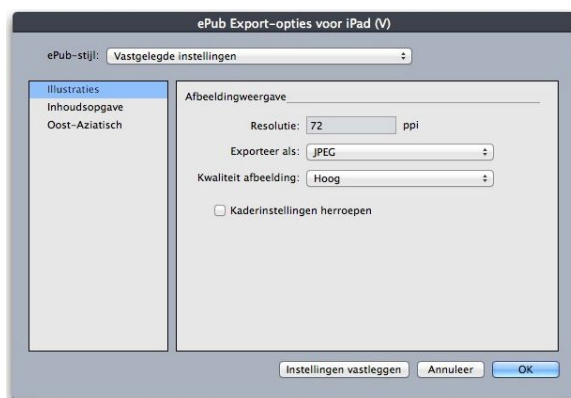 ePub Export-opties voor iPad (V)
ePub-stijl: Vastgelegde instellingen
Illustraties
Inhoudsopgave
Oost-Aziatisch
Afbeeldingweergave
Resolutie: 72 ppi
Exporteer als: JPEG
Kwaliteit afbeelding: Hoog
Kaderinstellingen herroepen
Instellingen vastleggen Annuleer OK